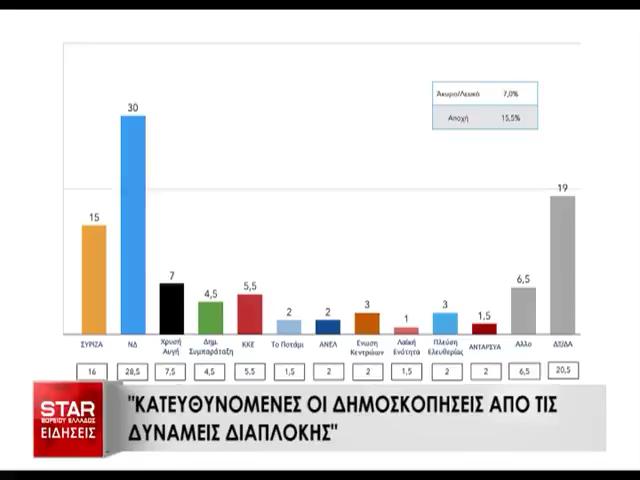 Άκυρο/Λευκό 7,0%
Αποχή 15,5%
15 30 7 4,5 5,5 2 2 3 1 3 1,5 6,5 19
ΣΥΡΙΖΑ ΝΔ Χρυσή Αυγή Δημ. Συμπαράταξη ΚΚΕ Το Ποτάμι ΑΝΕΛ Ένωση Κεντρώων Λαϊκή Ενότητα Πλεύση Ελευθερίας ΑΝΤΑΡΣΥΑ Άλλο ΔΞ/ΔΑ
16 28,5 7,5 4,5 5,5 1,5 2 2 1,5 2 2 6,5 20,5
STAR
ΒΟΡΕΙΟΥ ΕΛΛΑΔΟΣ
ΕΙΔΗΣΕΙΣ
"ΚΑΤΕΥΘΥΝΟΜΕΝΕΣ ΟΙ ΔΗΜΟΣΚΟΠΗΣΕΙΣ ΑΠΟ ΤΙΣ
ΔΥΝΑΜΕΙΣ ΔΙΑΠΛΟΚΗΣ"